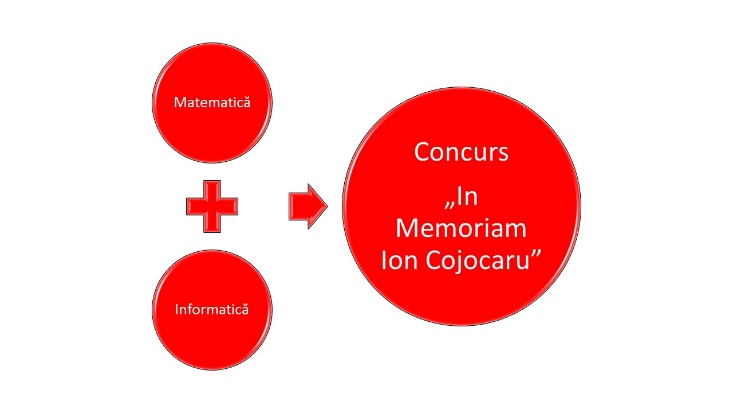 Matematică
Informatică
Concurs
„In
Memoriam
Ion Cojocaru”